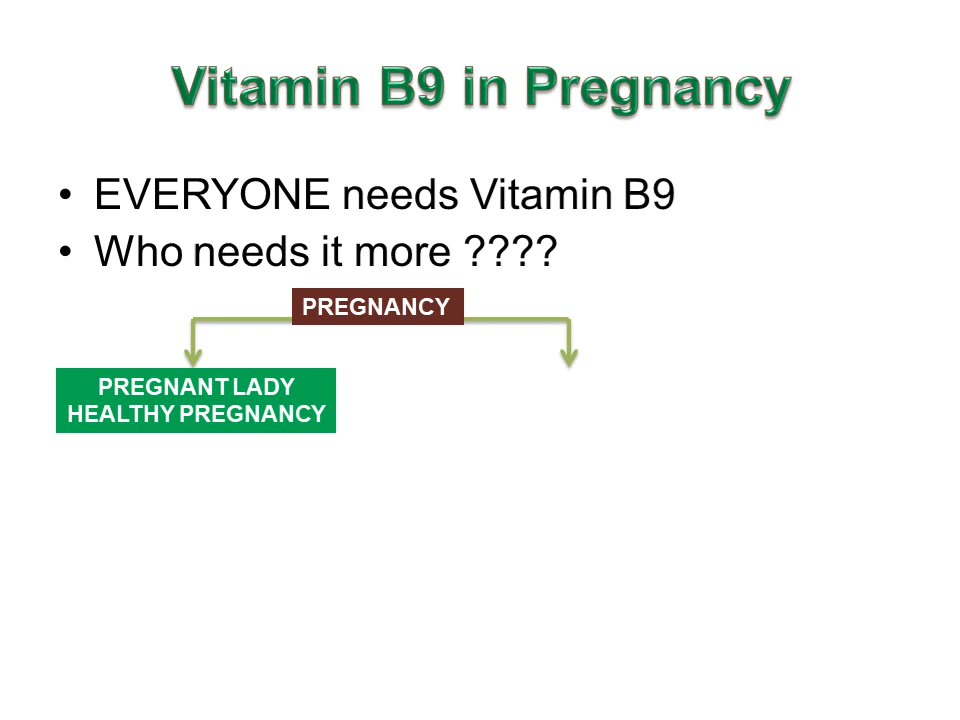 Vitamin B9 in Pregnancy
• EVERYONE needs Vitamin B9
• Who needs it more ????
PREGNANCY
PREGNANT LADY
HEALTHY PREGNANCY